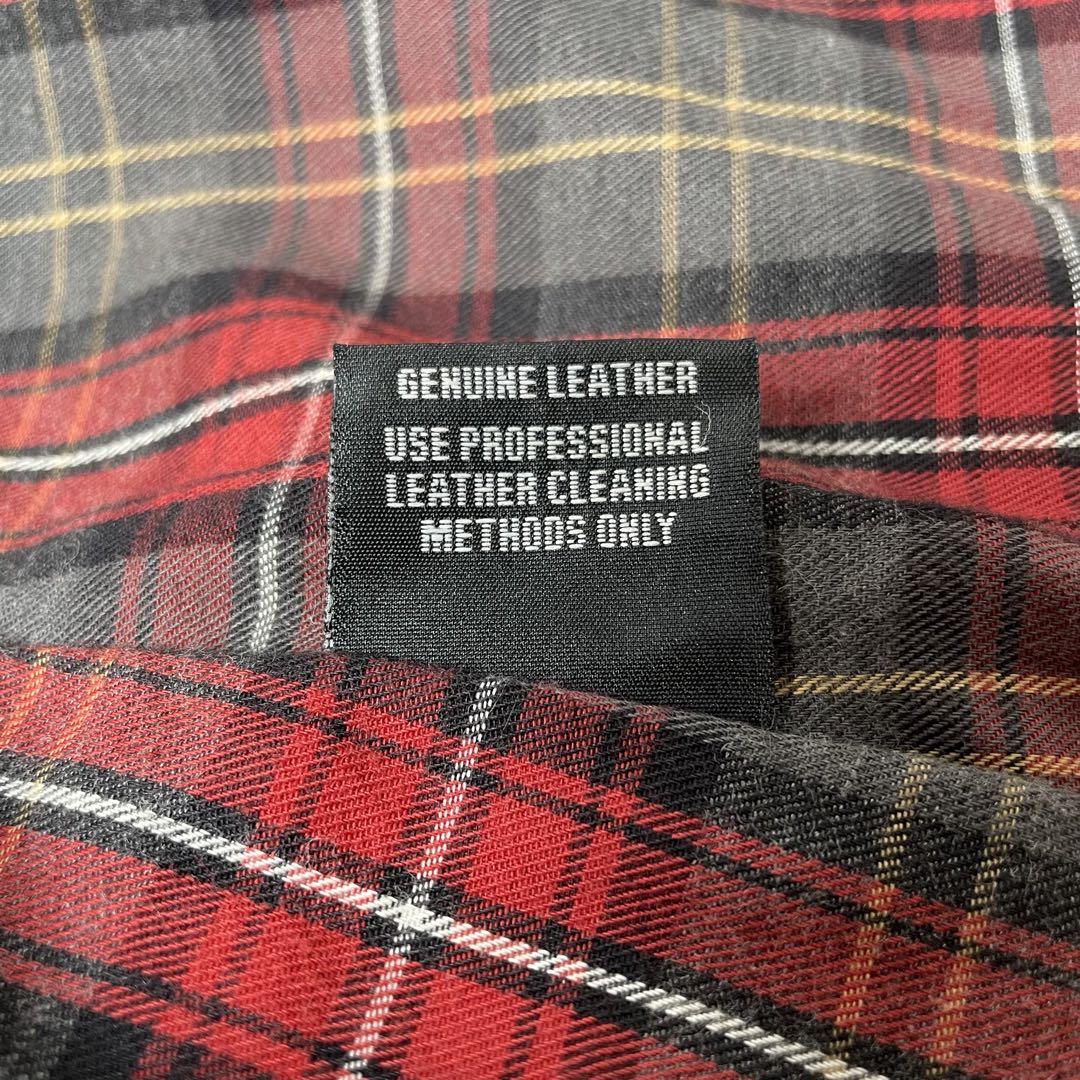 GENUINE LEATHER
USE PROFESSIONAL
LEATHER CLEANING
METHODS ONLY